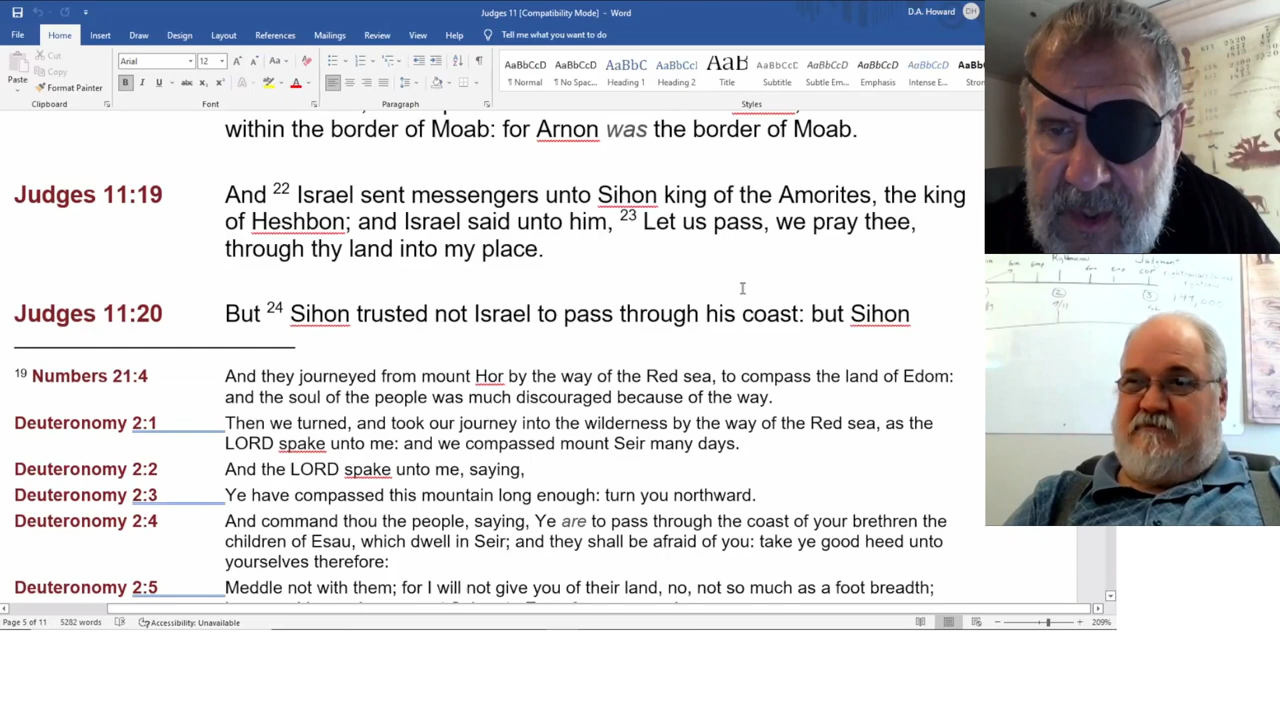 Judges 11 [Compatibility Mode] - Word
D.A. Howard DH
File Home Insert Draw Design Layout References Mailings Review View Help Tell me what you want to do
Paste
Cut
Copy
Format Painter
Clipboard
Arial 12
Font
Paragraph
AaBbCcD AaBbCcD AaBbC AaBbCc AaB AaBbCcD AaBbCcD AaBbCcD AaBbCcD
¶ Normal ¶ No Spac... Heading 1 Heading 2 Title Subtitle Subtle Em... Emphasis Intense E...
Styles
within the border of Moab: for Arnon was the border of Moab.
Judges 11:19 And 22 Israel sent messengers unto Sihon king of the Amorites, the king
of Heshbon; and Israel said unto him, 23 Let us pass, we pray thee,
through thy land into my place.
Judges 11:20 But 24 Sihon trusted not Israel to pass through his coast: but Sihon
19 Numbers 21:4 And they journeyed from mount Hor by the way of the Red sea, to compass the land of Edom:
and the soul of the people was much discouraged because of the way.
Deuteronomy 2:1 Then we turned, and took our journey into the wilderness by the way of the Red sea, as the
LORD spake unto me: and we compassed mount Seir many days.
Deuteronomy 2:2 And the LORD spake unto me, saying,
Deuteronomy 2:3 Ye have compassed this mountain long enough: turn you northward.
Deuteronomy 2:4 And command thou the people, saying, Ye are to pass through the coast of your brethren the
children of Esau, which dwell in Seir; and they shall be afraid of you: take ye good heed unto
yourselves therefore:
Deuteronomy 2:5 Meddle not with them; for I will not give you of their land, no, not so much as a foot breadth;
Page 5 of 11 5282 words Accessibility: Unavailable 209%
Judgment
144,000